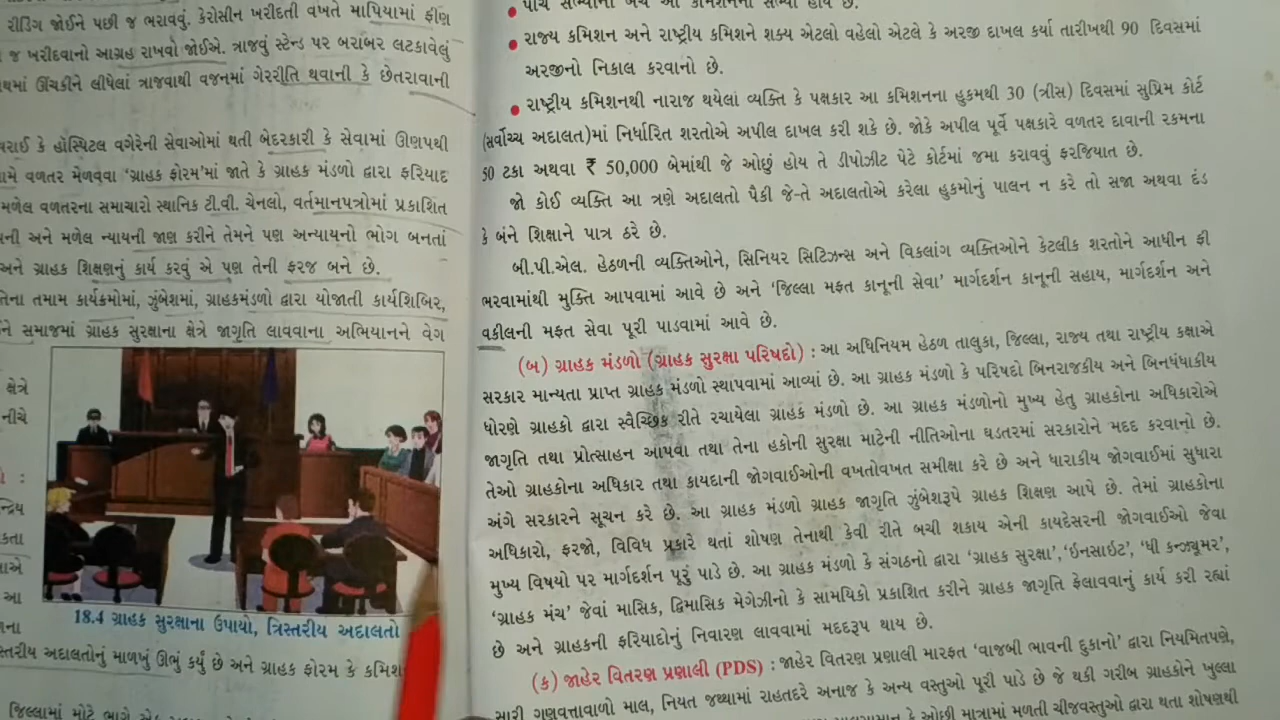 રીડિંગ જોઈને પછી જ ભરાવવું. કેરોસીન ખરીદતી વખતે માપિયામાં ફીણ
જ ખરીદવાનો આગ્રહ રાખવો જોઈએ. ત્રાજવું સ્ટેન્ડ પર બરાબર લટકાવેલું
ઊંચકીને લીધેલાં ત્રાજવાથી વજનમાં ગેરરીતિ થવાની કે છેતરાવાની
કે હૉસ્પિટલ વગેરેની સેવાઓમાં થતી બેદરકારી કે સેવામાં ઊણપથી
વળતર મેળવવા ‘ગ્રાહક ફોરમ’માં જાતે કે ગ્રાહક મંડળો દ્વારા ફરિયાદ
મળેલ વળતરના સમાચારો સ્થાનિક ટી.વી. ચેનલો, વર્તમાનપત્રોમાં પ્રકાશિત
અને મળેલ ન્યાયની જાણ કરીને તેમને પણ અન્યાયનો ભોગ બનતાં
અને ગ્રાહક શિક્ષણનું કાર્ય કરવું એ પણ તેની ફરજ બને છે.
તમામ કાર્યક્રમોમાં, ઝુંબેશમાં, ગ્રાહકમંડળો દ્વારા યોજાતી કાર્યશિબિર,
સમાજમાં ગ્રાહક સુરક્ષાના ક્ષેત્રે જાગૃતિ લાવવાના અભિયાનને વેગ
ક્ષેત્રે
નીચે
આ
18.4 ગ્રાહક સુરક્ષાના ઉપાયો, ત્રિસ્તરીય અદાલતો
અદાલતોનું માળખું ઊભું કર્યું છે અને ગ્રાહક ફોરમ કે
જિલ્લામાં મોટે ભાગે
• રાજ્ય કમિશન અને રાષ્ટ્રીય કમિશને શક્ય એટલો વહેલો એટલે કે અરજી દાખલ કર્યા તારીખથી 90 દિવસમાં
અરજીનો નિકાલ કરવાનો છે.
• રાષ્ટ્રીય કમિશનથી નારાજ થયેલાં વ્યક્તિ કે પક્ષકાર આ કમિશનના હુકમથી 30 (ત્રીસ) દિવસમાં સુપ્રિમ કોર્ટ
(સર્વોચ્ચ અદાલત)માં નિર્ધારિત શરતોએ અપીલ દાખલ કરી શકે છે. જોકે અપીલ પૂર્વે પક્ષકારે વળતર દાવાની રકમના
50 ટકા અથવા ₹ 50,000 બેમાંથી જે ઓછું હોય તે ડીપોઝીટ પેટે કોર્ટમાં જમા કરાવવું ફરજિયાત છે.
જો કોઈ વ્યક્તિ આ ત્રણે અદાલતો પૈકી જે-તે અદાલતોએ કરેલા હુકમોનું પાલન ન કરે તો સજા અથવા દંડ
કે બંને શિક્ષાને પાત્ર ઠરે છે.
બી.પી.એલ. હેઠળની વ્યક્તિઓને, સિનિયર સિટિઝન્સ અને વિકલાંગ વ્યક્તિઓને કેટલીક શરતોને આધીન ફી
ભરવામાંથી મુક્તિ આપવામાં આવે છે અને ‘જિલ્લા મફત કાનૂની સેવા’ માર્ગદર્શન કાનૂની સહાય, માર્ગદર્શન અને
વકીલની મફત સેવા પૂરી પાડવામાં આવે છે.
(બ) ગ્રાહક મંડળો (ગ્રાહક સુરક્ષા પરિષદો) : આ અધિનિયમ હેઠળ તાલુકા, જિલ્લા, રાજ્ય તથા રાષ્ટ્રીય કક્ષાએ
સરકાર માન્યતા પ્રાપ્ત ગ્રાહક મંડળો સ્થાપવામાં આવ્યાં છે. આ ગ્રાહક મંડળો કે પરિષદો બિનરાજકીય અને બિનધંધાકીય
ધોરણે ગ્રાહકો દ્વારા સ્વૈચ્છિક રીતે રચાયેલા ગ્રાહક મંડળો છે. આ ગ્રાહક મંડળોનો મુખ્ય હેતુ ગ્રાહકોના અધિકારોએ
જાગૃતિ તથા પ્રોત્સાહન આપવા તથા તેના હકોની સુરક્ષા માટેની નીતિઓના ઘડતરમાં સરકારોને મદદ કરવાનો છે.
તેઓ ગ્રાહકોના અધિકાર તથા કાયદાની જોગવાઈઓની વખતોવખત સમીક્ષા કરે છે અને ધારાકીય જોગવાઈમાં સુધારા
અંગે સરકારને સૂચન કરે છે. આ ગ્રાહક મંડળો ગ્રાહક જાગૃતિ ઝુંબેશરૂપે ગ્રાહક શિક્ષણ આપે છે. તેમાં ગ્રાહકોના
અધિકારો, ફરજો, વિવિધ પ્રકારે થતાં શોષણ તેનાથી કેવી રીતે બચી શકાય એની કાયદેસરની જોગવાઈઓ જેવા
મુખ્ય વિષયો પર માર્ગદર્શન પૂરું પાડે છે. આ ગ્રાહક મંડળો કે સંગઠનો દ્વારા ‘ગ્રાહક સુરક્ષા’, ‘ઈનસાઇટ’, ‘ધી કન્ઝ્યૂમર’,
‘ગ્રાહક મંચ’ જેવાં માસિક, દ્વિમાસિક મેગેઝીનો કે સામયિકો પ્રકાશિત કરીને ગ્રાહક જાગૃતિ ફેલાવવાનું કાર્ય કરી રહ્યાં
છે અને ગ્રાહકની ફરિયાદોનું નિવારણ લાવવામાં મદદરૂપ થાય છે.
(ક) જાહેર વિતરણ પ્રણાલી (PDS) : જાહેર વિતરણ પ્રણાલી મારફત ‘વાજબી ભાવની દુકાનો’ દ્વારા નિયમિતપણે,
સારી ગુણવત્તાવાળો માલ, નિયત જથ્થામાં રાહતદરે અનાજ કે અન્ય વસ્તુઓ પૂરી પાડે છે જે થકી ગરીબ ગ્રાહકોને ખુલ્લા
કે ઓછી માત્રામાં મળતી ચીજવસ્તુઓ દ્વારા થતા શોષણથી